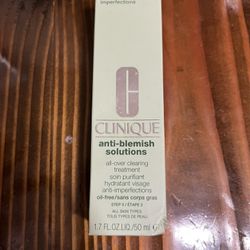 imperfections
CLINIQUE
anti-blemish
solutions
all-over clearing
treatment
soin purifiant
hydratant visage
anti-imperfections
oil-free/sans corps gras
STEP 3 / ÉTAPE 3
ALL SKIN TYPES
TOUS TYPES DE PEAU
1.7 FL.OZ.LIQ./50 ml e